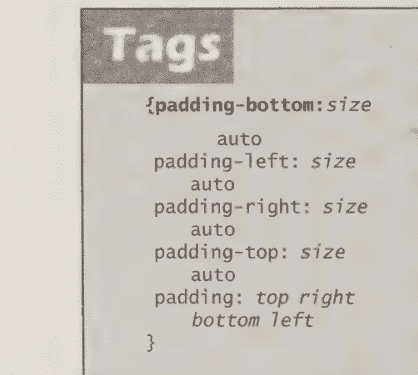 Tags
{padding-bottom:size
auto
padding-left: size
auto
padding-right: size
auto
padding-top: size
auto
padding: top right
bottom left
}